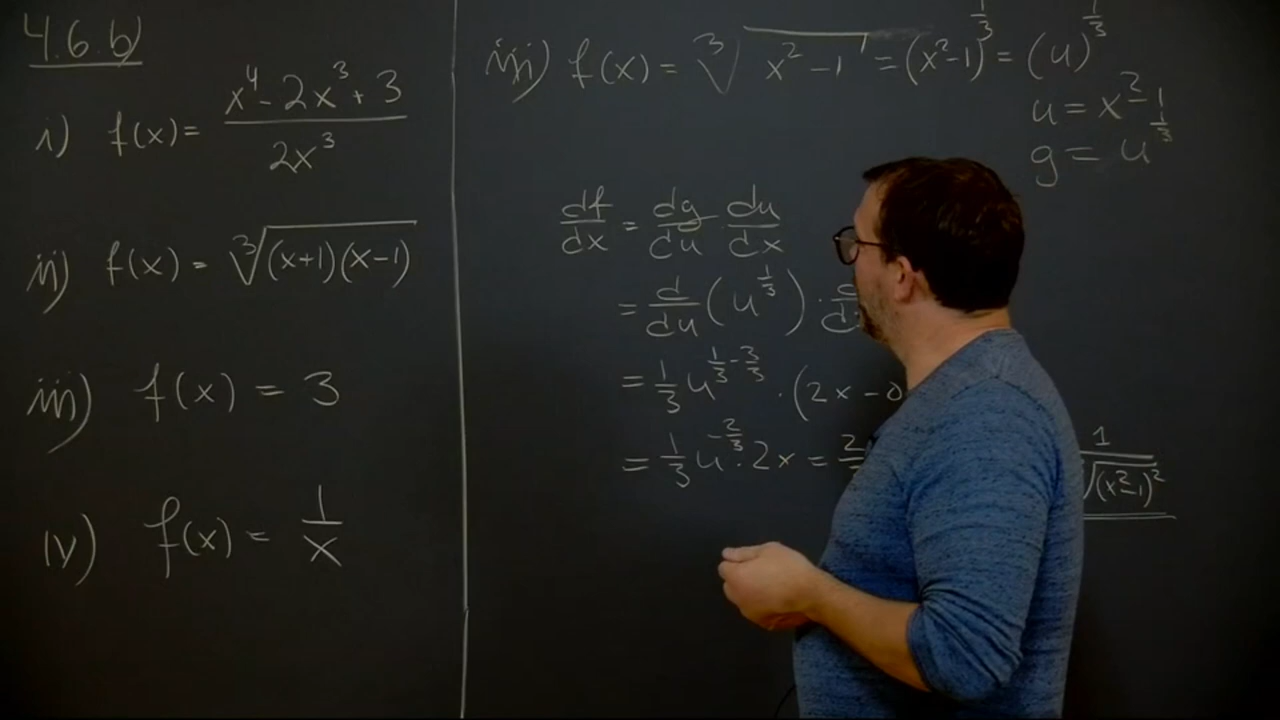 4.6.b)
i) f(x) = (x⁴ - 2x³ + 3)/(2x³)
ii) f(x) = ∛((x+1)(x-1))
iii) f(x) = 3
iv) f(x) = 1/x
iii) f(x) = ∛(x²-1) = (x²-1)^(1/3) = (u)^(1/3)
u = x²-1
g = u^(1/3)
df/dx = dg/du · du/dx
= d/du (u^(1/3)) ·
= 1/3 u^(1/3 - 3/3) · (2x - 0
= 1/3 u^(-2/3) · 2x =
1/√((x²-1)²)